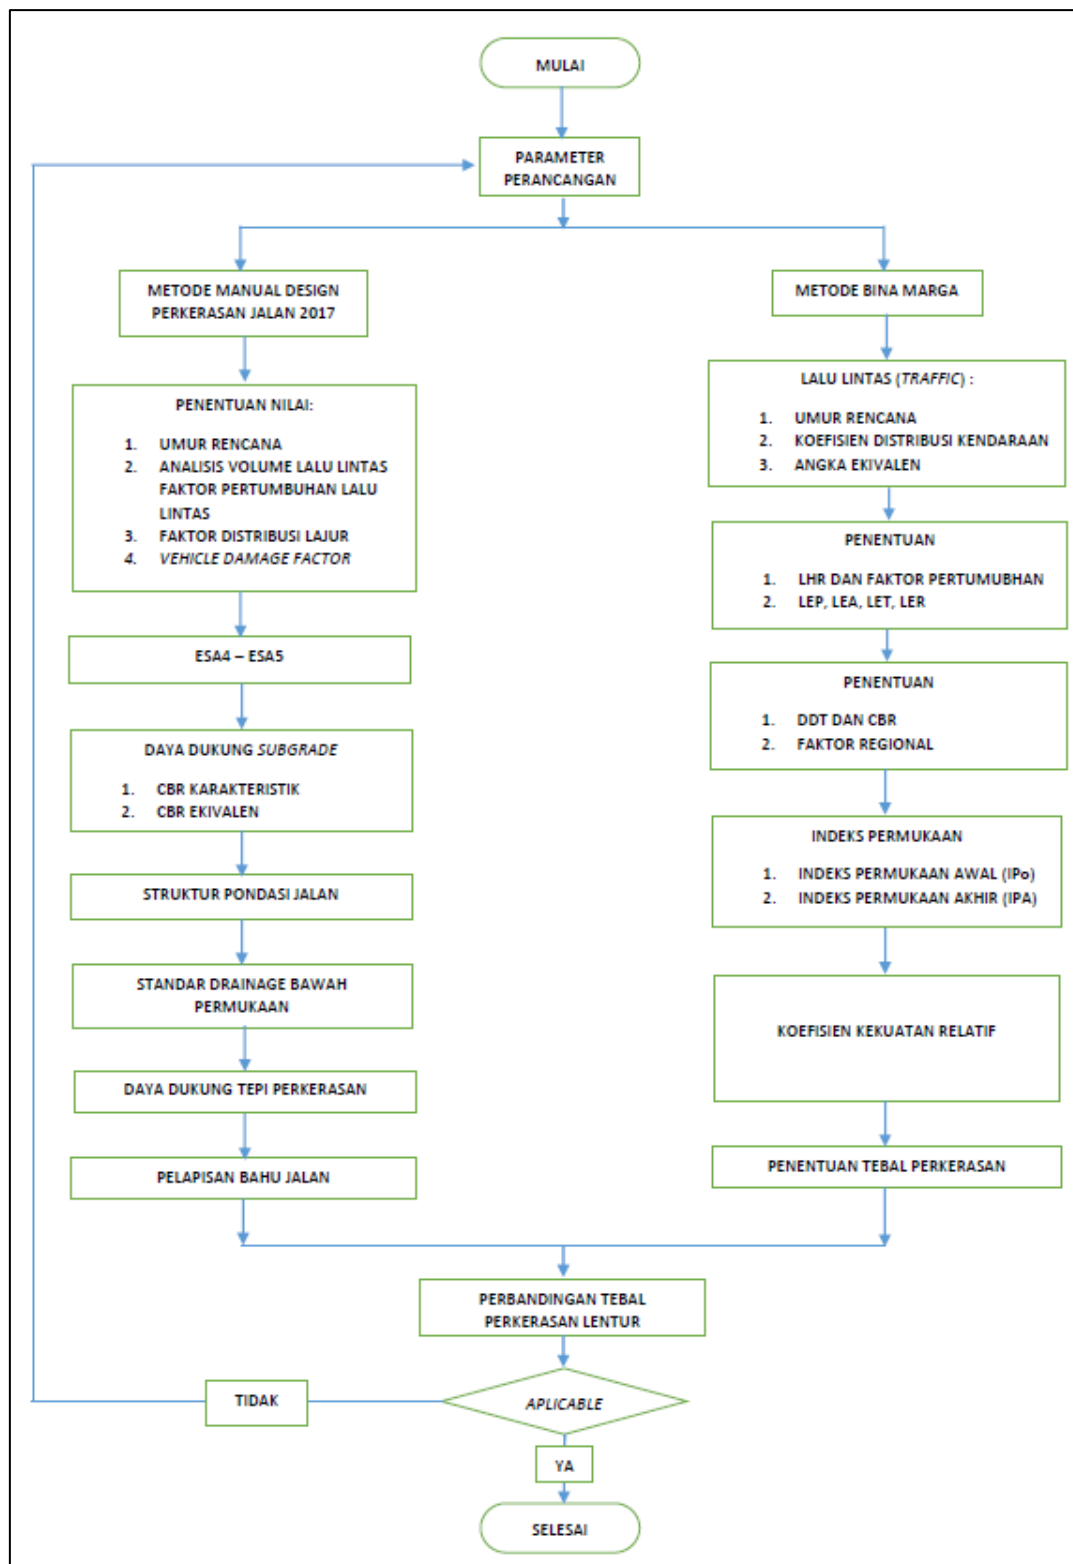 MULAI
PARAMETER
PERANCANGAN
METODE MANUAL DESIGN
PERKERASAN JALAN 2017
PENENTUAN NILAI:
1. UMUR RENCANA
2. ANALISIS VOLUME LALU LINTAS
FAKTOR PERTUMBUHAN LALU
LINTAS
3. FAKTOR DISTRIBUSI LAJUR
4. VEHICLE DAMAGE FACTOR
ESA4 – ESA5
DAYA DUKUNG SUBGRADE
1. CBR KARAKTERISTIK
2. CBR EKIVALEN
STRUKTUR PONDASI JALAN
STANDAR DRAINAGE BAWAH
PERMUKAAN
DAYA DUKUNG TEPI PERKERASAN
PELAPISAN BAHU JALAN
METODE BINA MARGA
LALU LINTAS (TRAFFIC) :
1. UMUR RENCANA
2. KOEFISIEN DISTRIBUSI KENDARAAN
3. ANGKA EKIVALEN
PENENTUAN
1. LHR DAN FAKTOR PERTUMUBHAN
2. LEP, LEA, LET, LER
PENENTUAN
1. DDT DAN CBR
2. FAKTOR REGIONAL
INDEKS PERMUKAAN
1. INDEKS PERMUKAAN AWAL (IPo)
2. INDEKS PERMUKAAN AKHIR (IPA)
KOEFISIEN KEKUATAN RELATIF
PENENTUAN TEBAL PERKERASAN
PERBANDINGAN TEBAL
PERKERASAN LENTUR
APLICABLE
TIDAK
YA
SELESAI